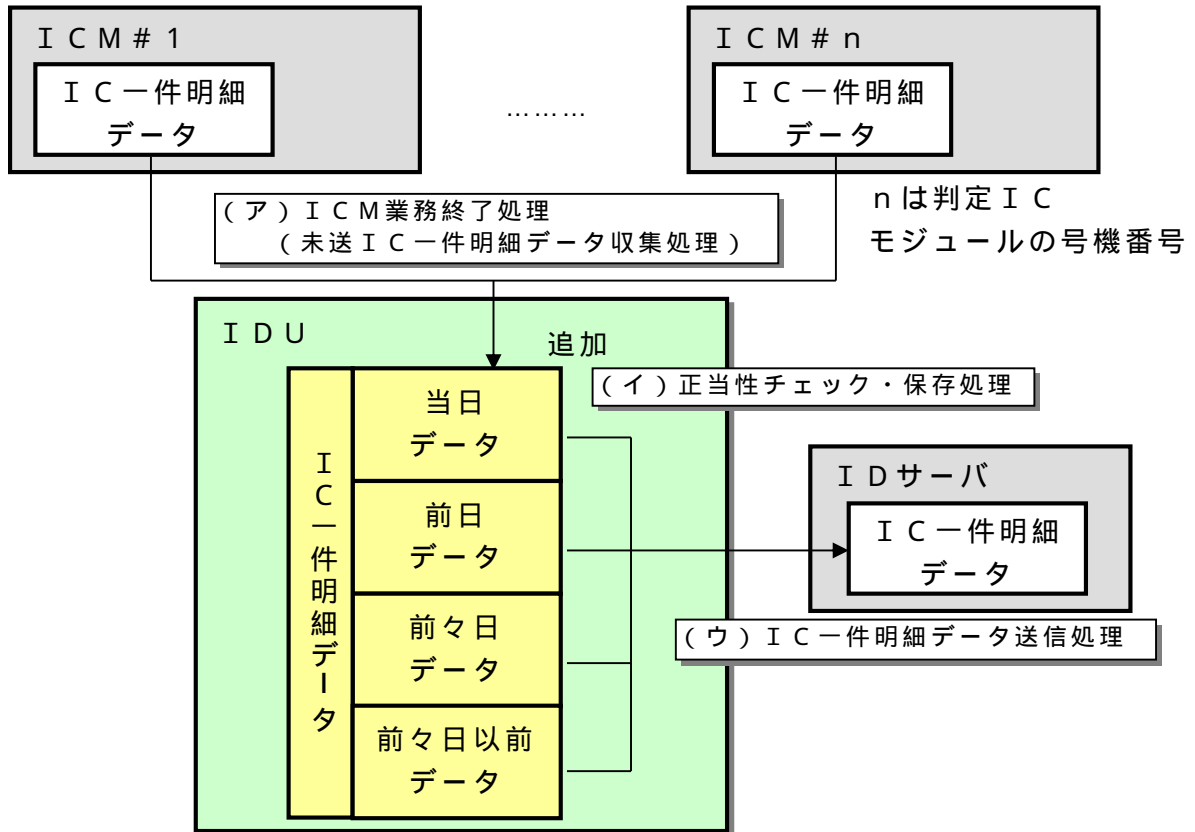 ＩＣＭ＃１
ＩＣ一件明細
データ
………
ＩＣＭ＃ｎ
ＩＣ一件明細
データ
（ア）ＩＣＭ業務終了処理
（未送ＩＣ一件明細データ収集処理）
ｎは判定ＩＣ
モジュールの号機番号
ＩＤＵ
追加
（イ）正当性チェック・保存処理
ＩＣ一件明細データ
当日
データ
前日
データ
前々日
データ
前々日以前
データ
ＩＤサーバ
ＩＣ一件明細
データ
（ウ）ＩＣ一件明細データ送信処理